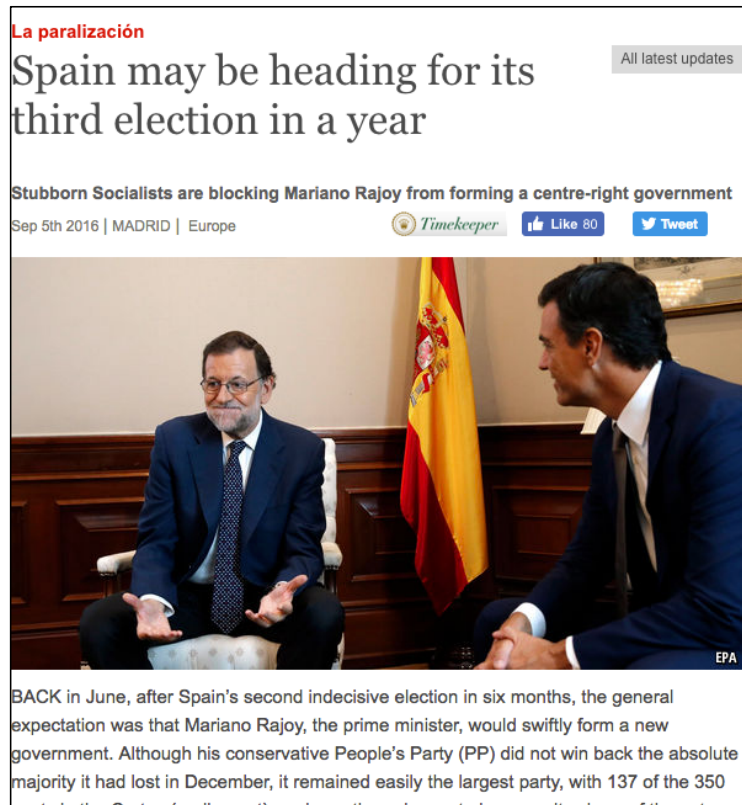 La paralización
Spain may be heading for its
third election in a year
All latest updates
Stubborn Socialists are blocking Mariano Rajoy from forming a centre-right government
Sep 5th 2016 | MADRID | Europe
Timekeeper
Like 80
Tweet
EPA
BACK in June, after Spain's second indecisive election in six months, the general
expectation was that Mariano Rajoy, the prime minister, would swiftly form a new
government. Although his conservative People's Party (PP) did not win back the absolute
majority it had lost in December, it remained easily the largest party, with 137 of the 350